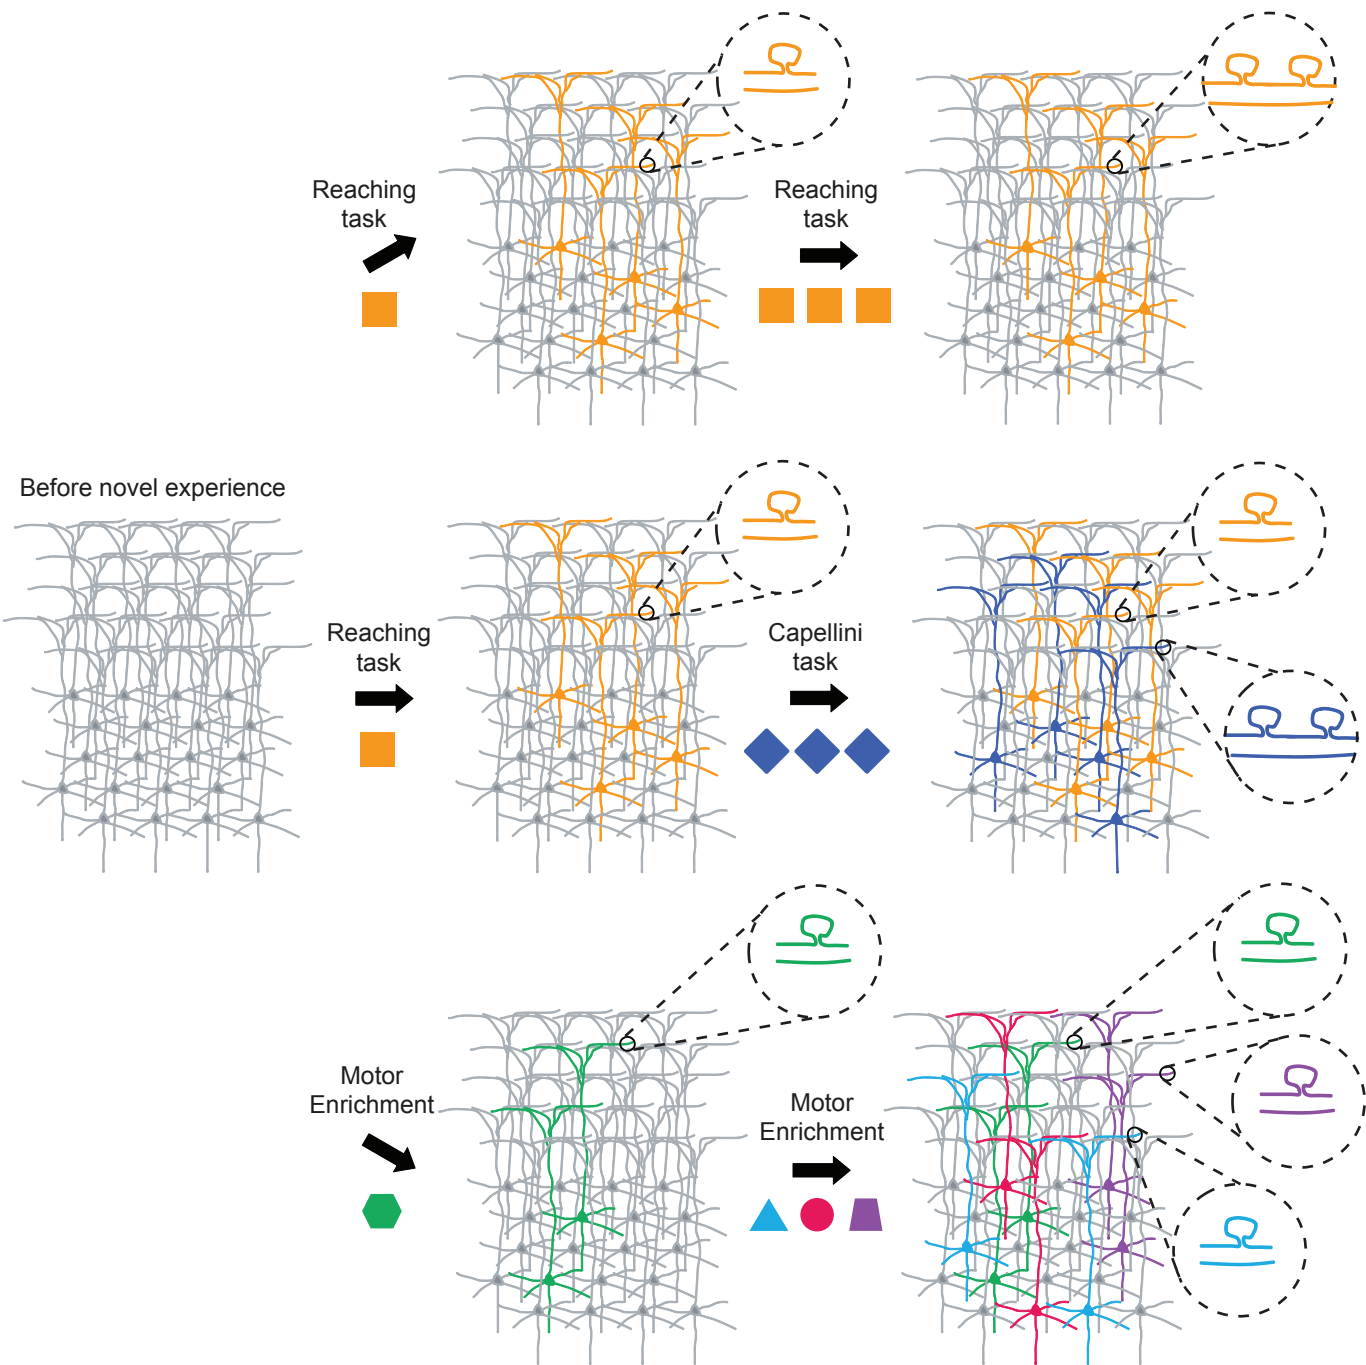 Reaching
task
Reaching
task
Before novel experience
Reaching
task
Capellini
task
Motor
Enrichment
Motor
Enrichment